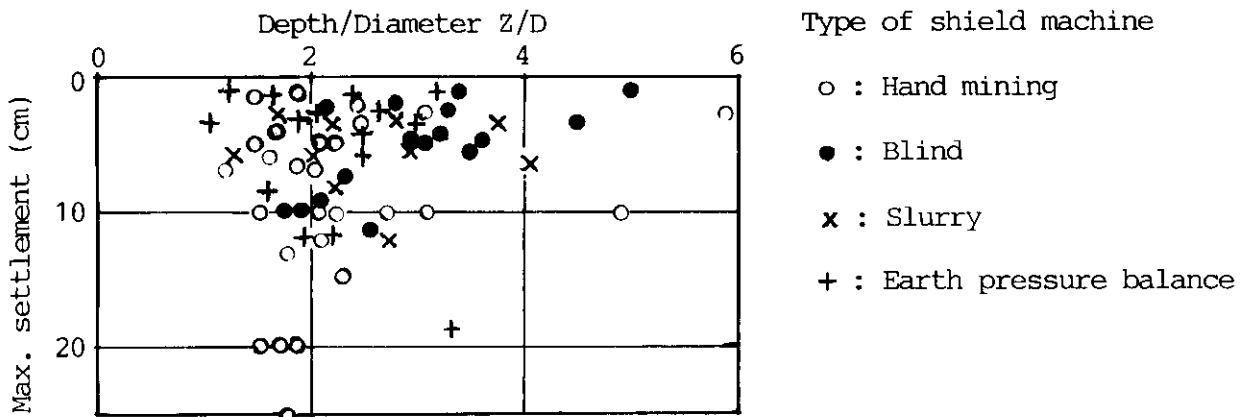 Depth/Diameter Z/D
0 2 4 6
0
10
20
Max. settlement (cm)
Type of shield machine
○ : Hand mining
● : Blind
× : Slurry
+ : Earth pressure balance